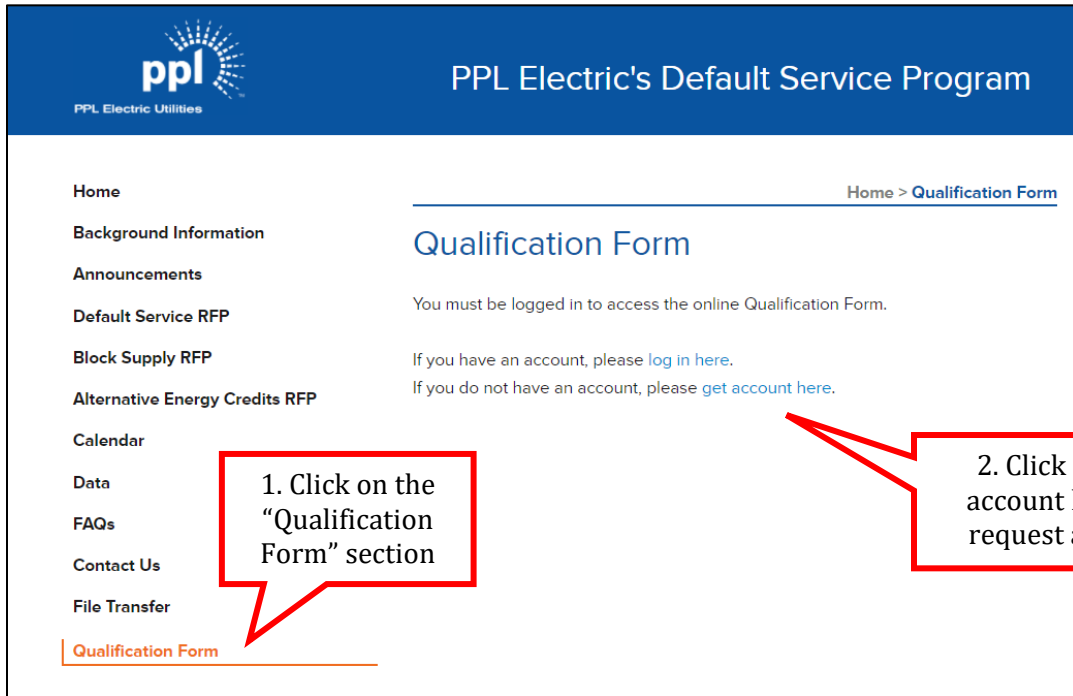 ppl
PPL Electric Utilities
PPL Electric's Default Service Program
Home
Background Information
Announcements
Default Service RFP
Block Supply RFP
Alternative Energy Credits RFP
Calendar
Data
FAQs
Contact Us
File Transfer
Qualification Form
Home > Qualification Form
Qualification Form
You must be logged in to access the online Qualification Form.
If you have an account, please log in here.
If you do not have an account, please get account here.
1. Click on the
“Qualification
Form” section
2. Click
account
request